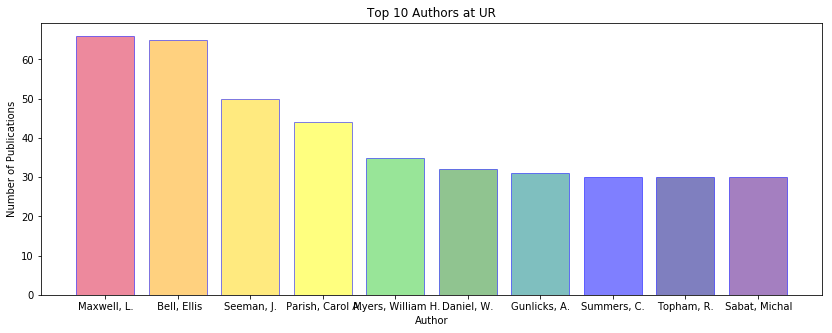 Top 10 Authors at UR
Number of Publications
60
50
40
30
20
10
0
Maxwell, L. Bell, Ellis Seeman, J. Parish, Carol A. Myers, William H. Daniel, W. Gunlicks, A. Summers, C. Topham, R. Sabat, Michal
Author